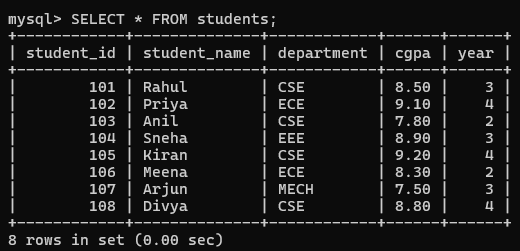 mysql> SELECT * FROM students;
+------------+--------------+------------+------+------+
| student_id | student_name | department | cgpa | year |
+------------+--------------+------------+------+------+
|        101 | Rahul        | CSE        | 8.50 |    3 |
|        102 | Priya        | ECE        | 9.10 |    4 |
|        103 | Anil         | CSE        | 7.80 |    2 |
|        104 | Sneha        | EEE        | 8.90 |    3 |
|        105 | Kiran        | CSE        | 9.20 |    4 |
|        106 | Meena        | ECE        | 8.30 |    2 |
|        107 | Arjun        | MECH       | 7.50 |    3 |
|        108 | Divya        | CSE        | 8.80 |    4 |
+------------+--------------+------------+------+------+
8 rows in set (0.00 sec)